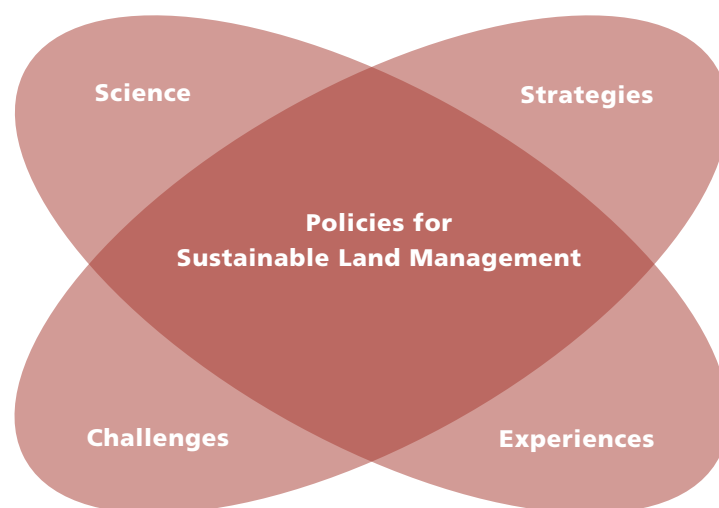 Science
Strategies
Policies for
Sustainable Land Management
Challenges
Experiences